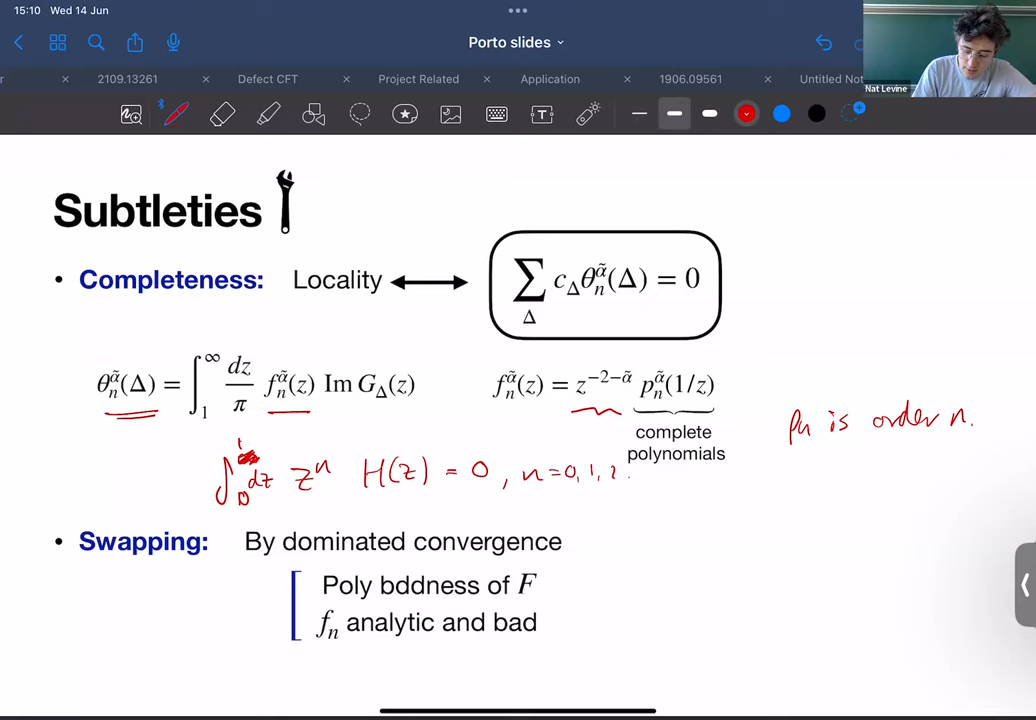 15:10 Wed 14 Jun
Porto slides
r × 2109.13261 × Defect CFT × Project Related × Application × 1906.09561 × Untitled Not
Nat Levine
Subtleties
• Completeness: Locality ⟷ ∑_Δ c_Δ θ_n^α̃(Δ) = 0
θ_n^α̃(Δ) = ∫_1^∞ dz/π f_n^α̃(z) Im G_Δ(z) f_n^α̃(z) = z^{-2-α̃} p_n^α̃(1/z)
complete
polynomials
Pn is order n.
∫_0^1 dz z^n H(z) = 0, n=0,1,2.
• Swapping: By dominated convergence
Poly bddness of F
f_n analytic and bad